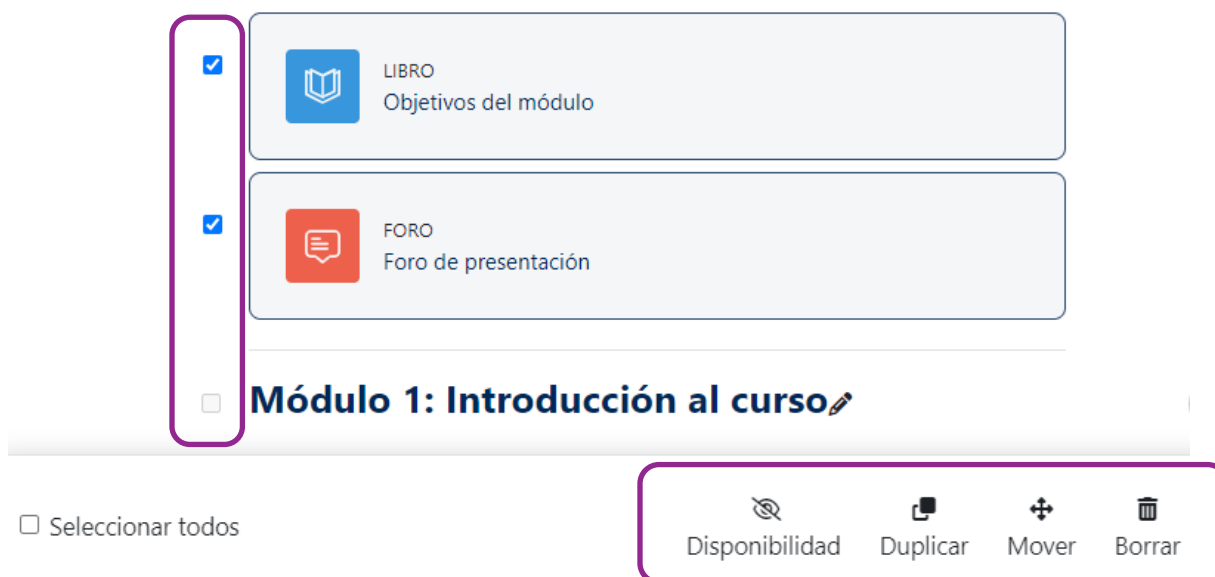 LIBRO
Objetivos del módulo
FORO
Foro de presentación
Módulo 1: Introducción al curso
Seleccionar todos
Disponibilidad Duplicar Mover Borrar